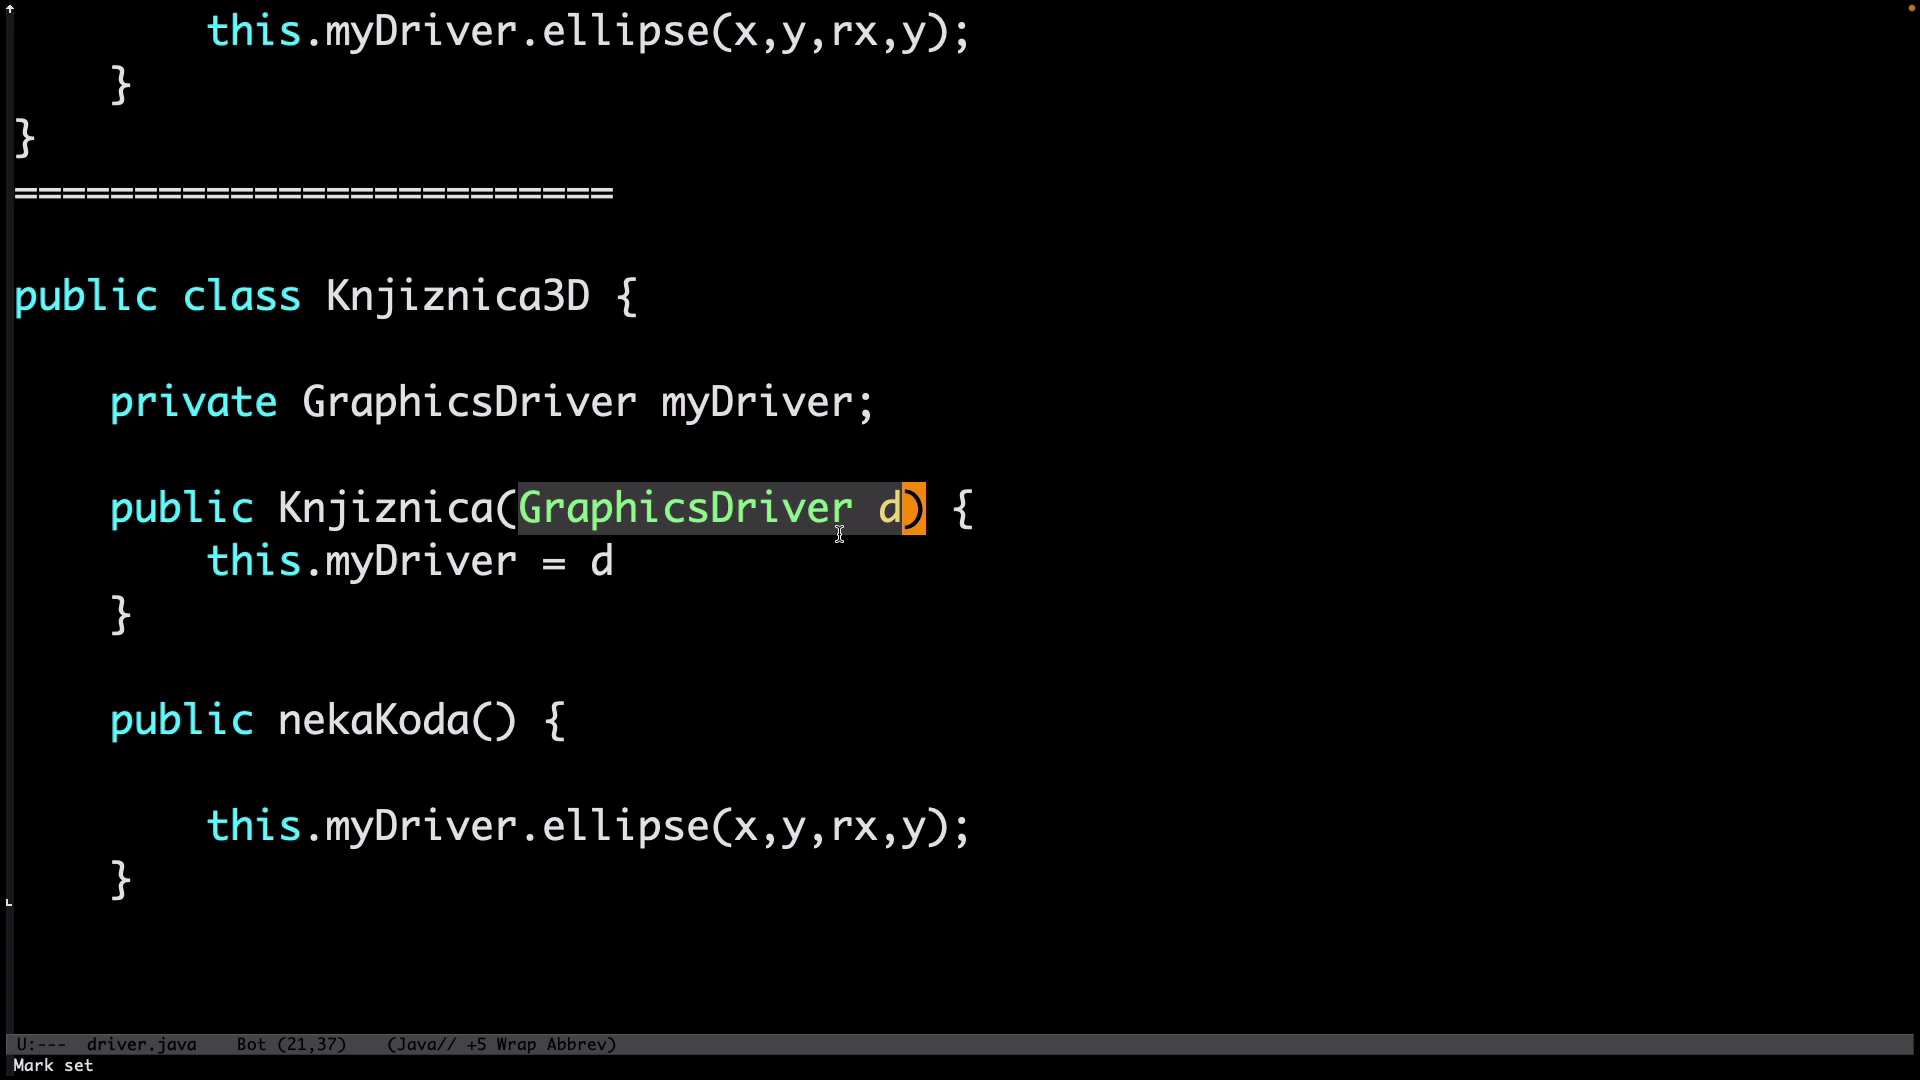 this.myDriver.ellipse(x,y,rx,y);
}
}
=========================
public class Knjiznica3D {
private GraphicsDriver myDriver;
public Knjiznica(GraphicsDriver d) {
this.myDriver = d
}
public nekaKoda() {
this.myDriver.ellipse(x,y,rx,y);
}
U:--- driver.java Bot (21,37) (Java// +5 Wrap Abbrev)
Mark set